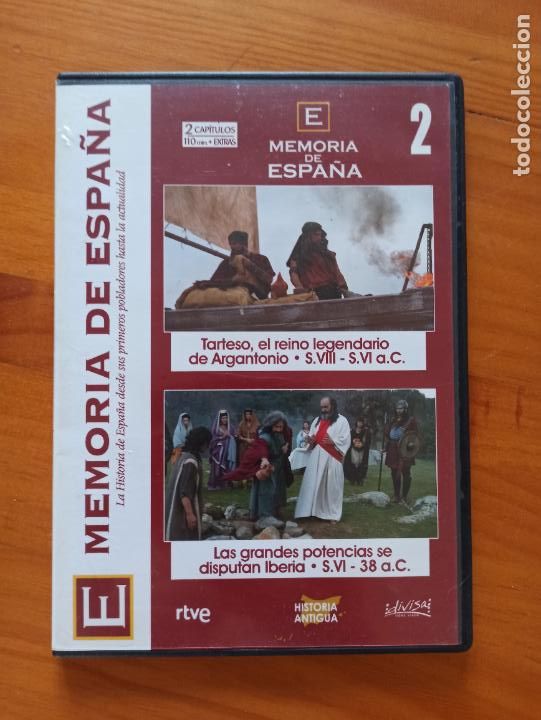 MEMORIA DE ESPAÑA
La Historia de España desde sus primeros pobladores hasta la actualidad
E
2 CAPÍTULOS
110 min. + EXTRAS
E
MEMORIA
DE
ESPAÑA
2
Tarteso, el reino legendario
de Argantonio • S.VIII - S.VI a.C.
Las grandes potencias se
disputan Iberia • S.VI - 38 a.C.
rtve
HISTORIA
ANTIGUA
divisa
HOME VIDEO
todocoleccion